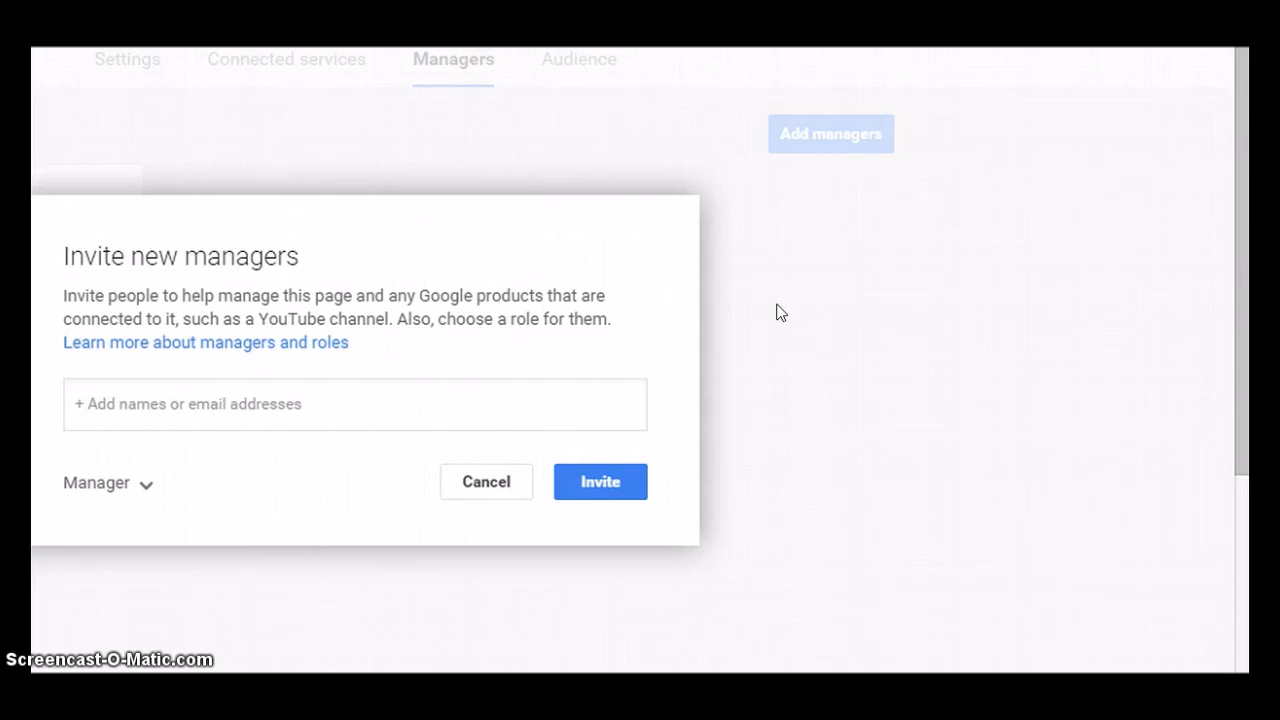 Settings Connected services Managers Audience
Add managers
Invite new managers
Invite people to help manage this page and any Google products that are
connected to it, such as a YouTube channel. Also, choose a role for them.
Learn more about managers and roles
+ Add names or email addresses
Manager Cancel Invite
Screencast-O-Matic.com